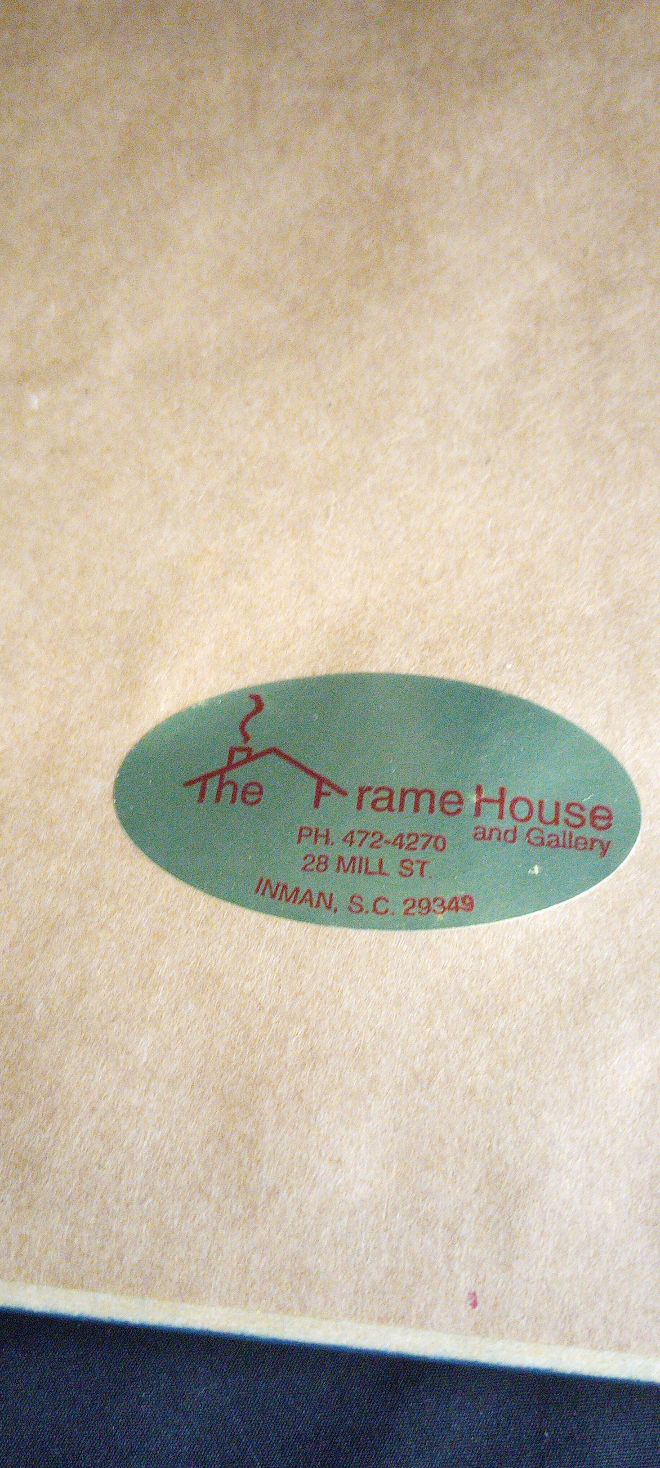 The Frame House
and Gallery
PH. 472-4270
28 MILL ST.
INMAN, S.C. 29349